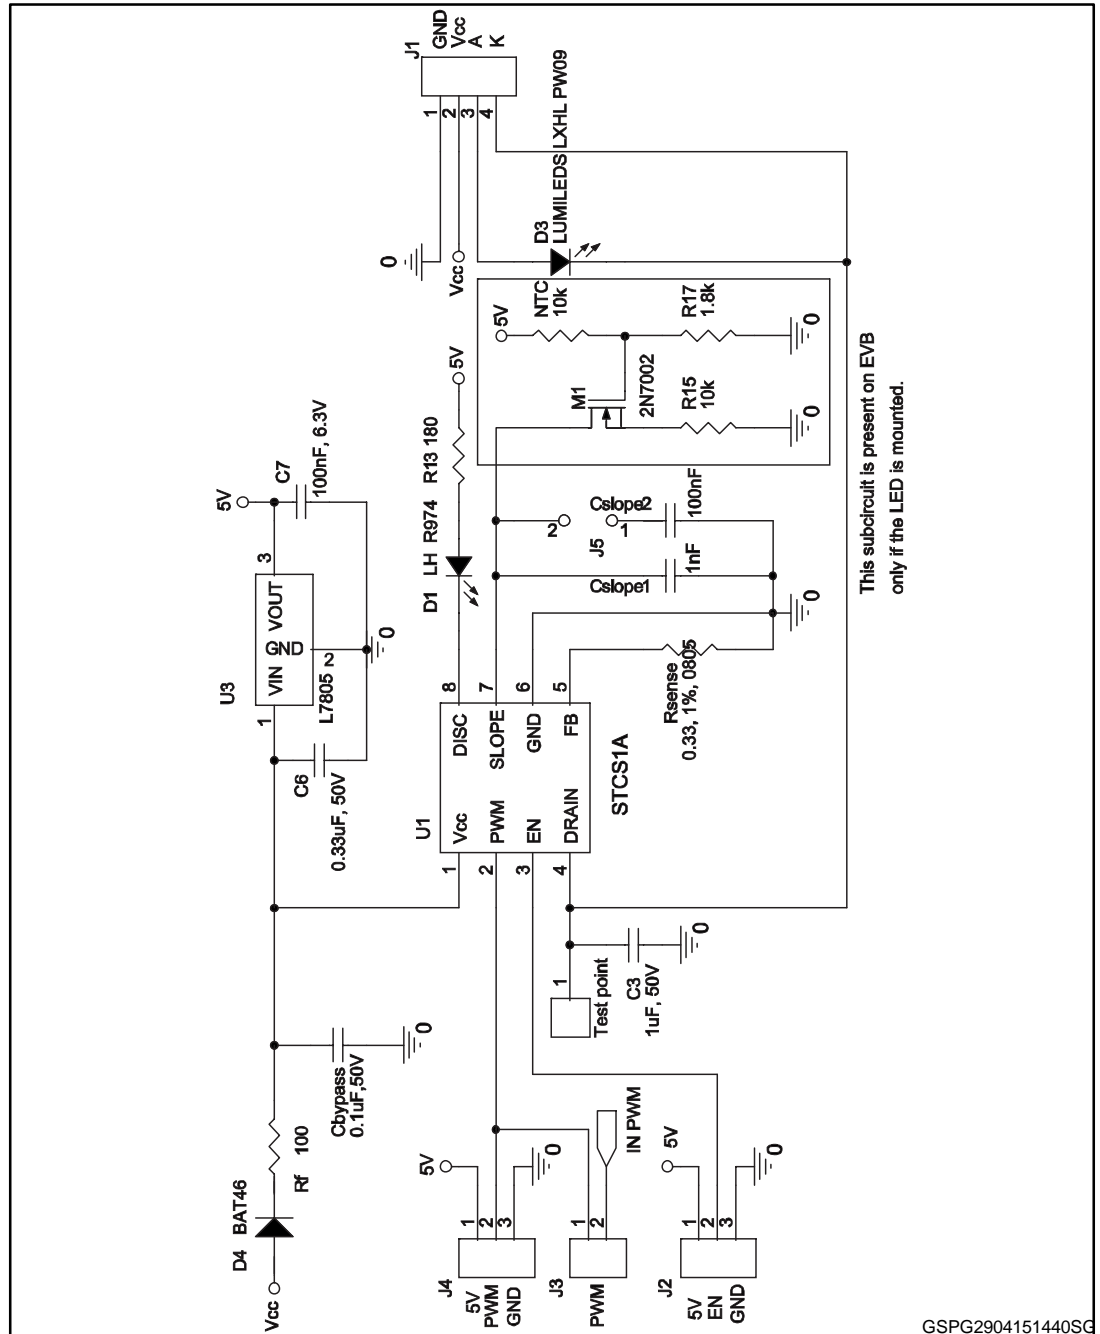 J1
GND
Vcc
A
K
1
2
3
4
LUMILEDS LXHL PW09
D3
0
Vcc
NTC
10k
5V
R17
1.8k
0
M1
2N7002
R15
10k
0
This subcircuit is present on EVB
only if the LED is mounted.
5V
R13 180
D1 LH R974
5V
C7
100nF, 6.3V
U3
VIN
VOUT
GND
1
2
3
L7805
0
C6
0.33uF, 50V
2
J5
1
Cslope2
100nF
Cslope1
1nF
0
Rsense
0.33, 1%, 0805
U1
STCS1A
Vcc
PWM
EN
DRAIN
DISC
SLOPE
GND
FB
1
2
3
4
8
7
6
5
1
Test point
C3
1uF, 50V
0
Cbypass
0.1uF,50V
0
Rf 100
D4 BAT46
Vcc
J4
5V
PWM
GND
1
2
3
5V
0
J3
PWM
1
2
IN PWM
J2
5V
EN
GND
1
2
3
5V
0
GSPG2904151440SG